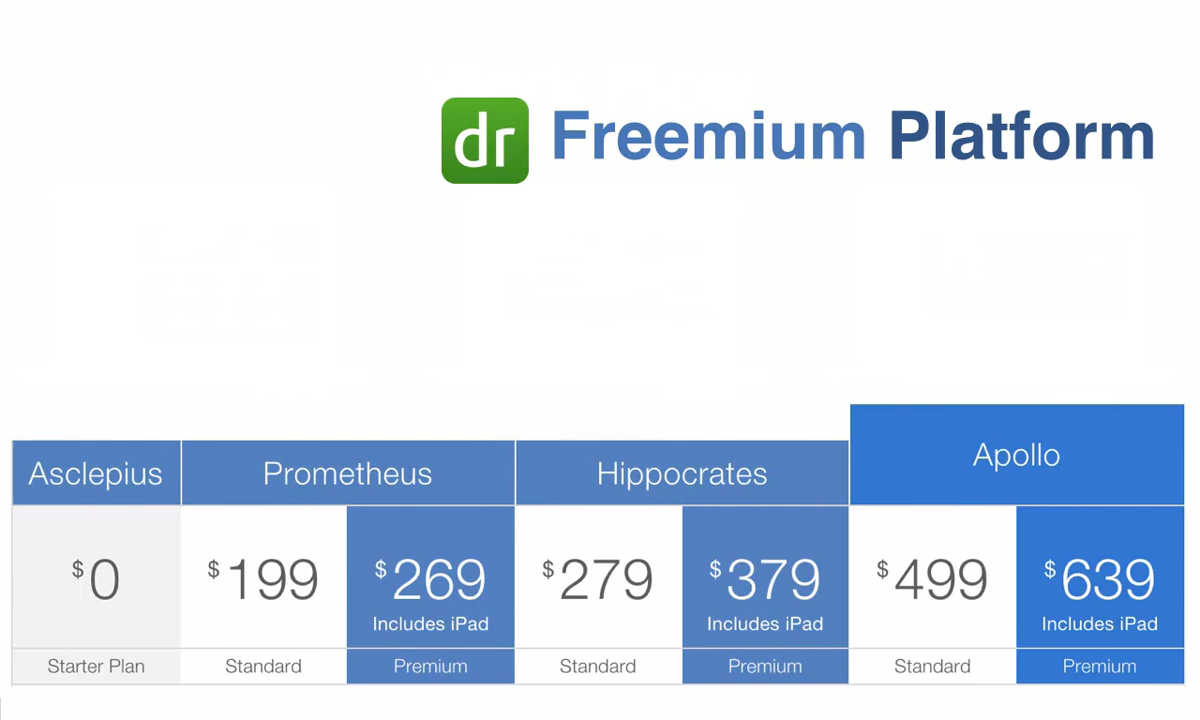 dr Freemium Platform
Asclepius Prometheus Hippocrates Apollo
$0 $199 $269 $279 $379 $499 $639
Includes iPad Includes iPad Includes iPad
Starter Plan Standard Premium Standard Premium Standard Premium